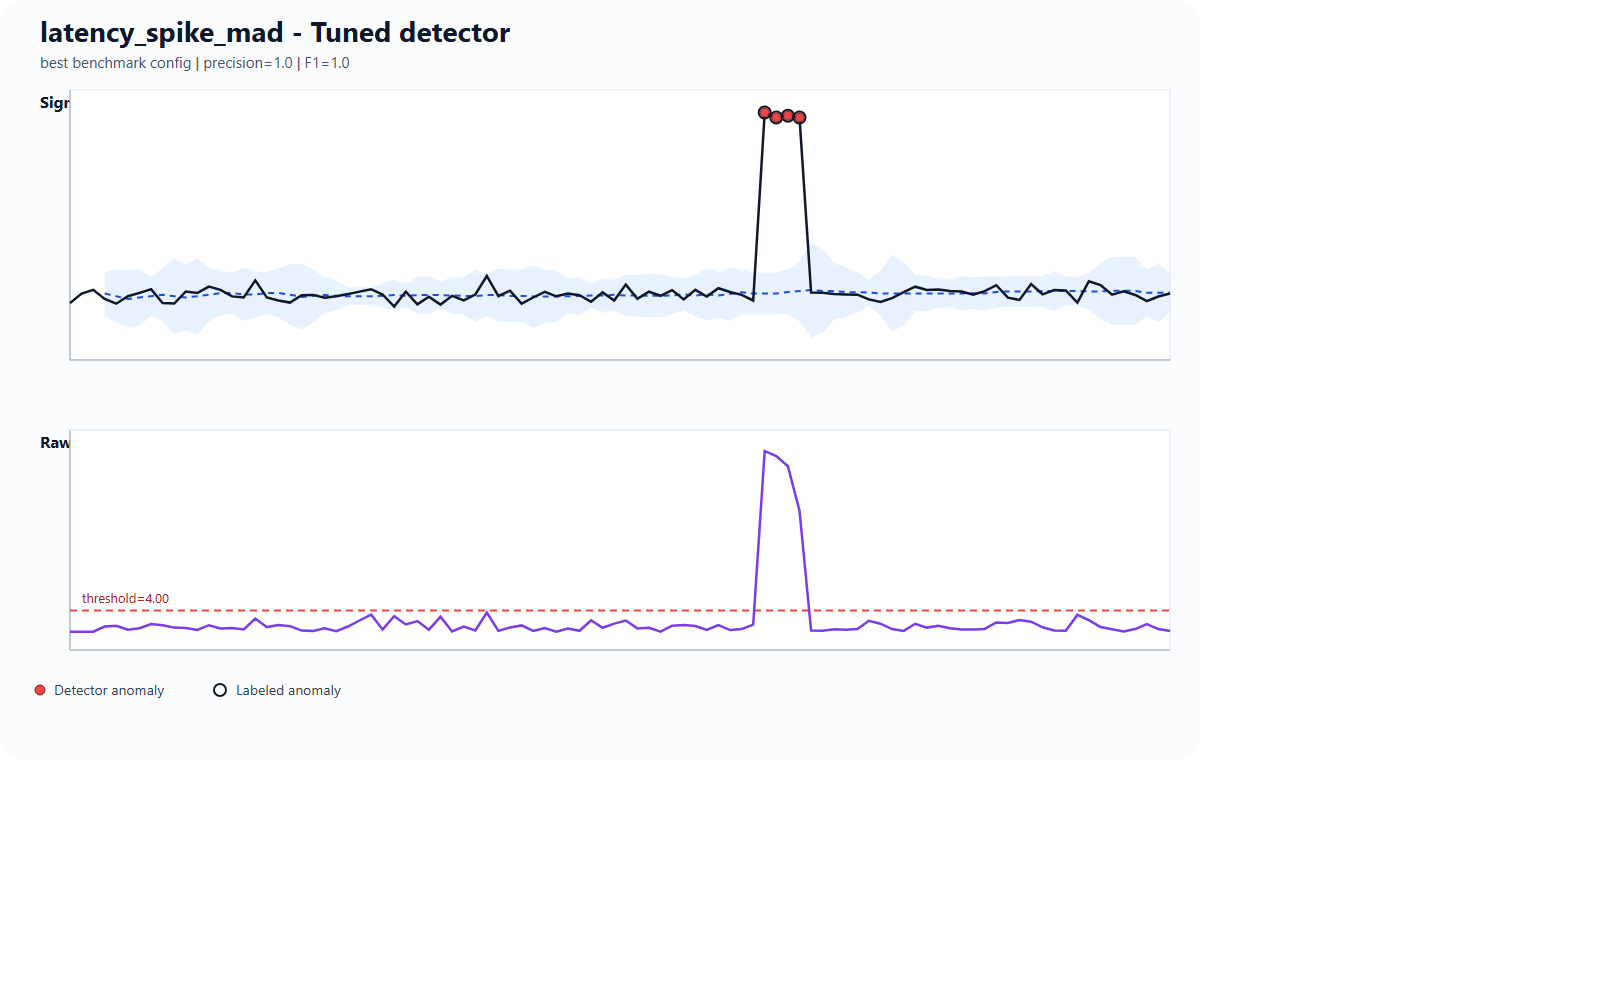 latency_spike_mad - Tuned detector
best benchmark config | precision=1.0 | F1=1.0
Sigr
Raw
threshold=4.00
Detector anomaly
Labeled anomaly